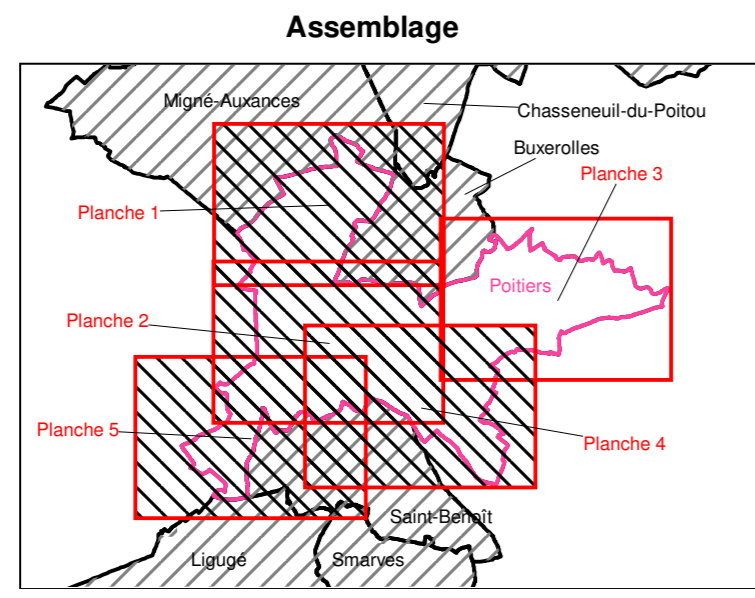 Assemblage
Migné-Auxances
Chasseneuil-du-Poitou
Buxerolles
Planche 3
Planche 1
Poitiers
Planche 2
Planche 5
Planche 4
Saint-Benoît
Ligugé
Smarves